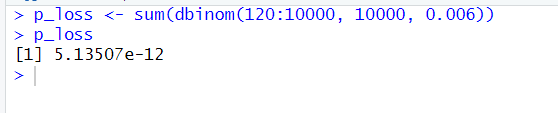 > p_loss <- sum(dbinom(120:10000, 10000, 0.006))
> p_loss
[1] 5.13507e-12
>